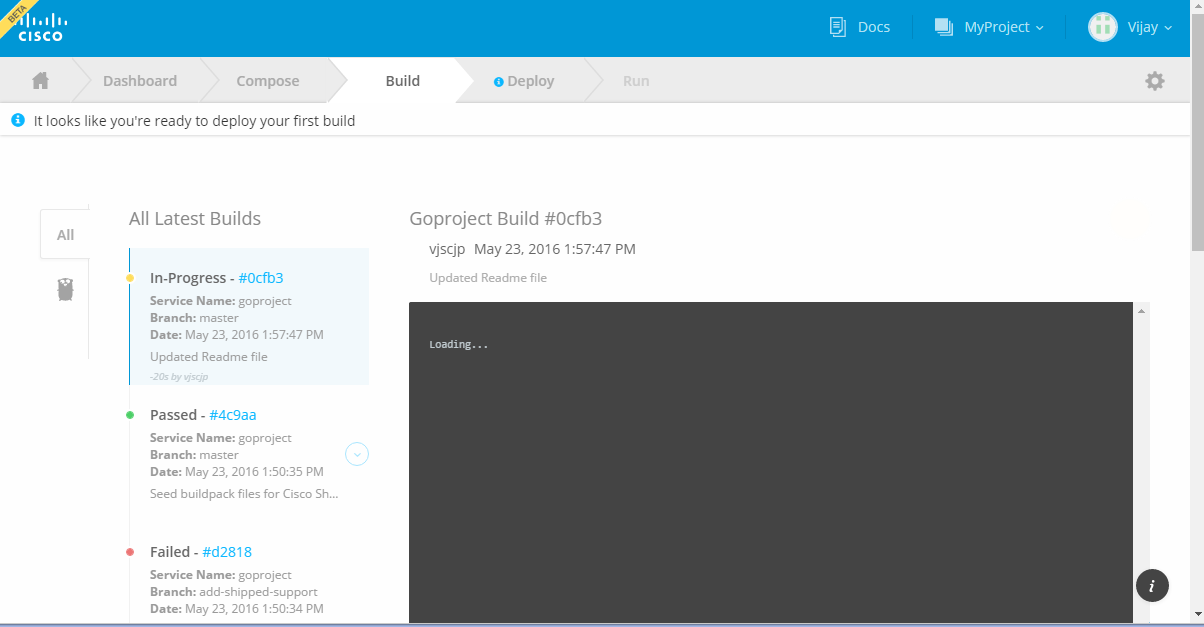 BETA
CISCO
Docs
MyProject
Vijay
Dashboard
Compose
Build
Deploy
Run
It looks like you're ready to deploy your first build
All
All Latest Builds
In-Progress - #0cfb3
Service Name: goproject
Branch: master
Date: May 23, 2016 1:57:47 PM
Updated Readme file
-20s by vjscjp
Passed - #4c9aa
Service Name: goproject
Branch: master
Date: May 23, 2016 1:50:35 PM
Seed buildpack files for Cisco Sh...
Failed - #d2818
Service Name: goproject
Branch: add-shipped-support
Date: May 23, 2016 1:50:34 PM
Goproject Build #0cfb3
vjscjp May 23, 2016 1:57:47 PM
Updated Readme file
Loading...
i